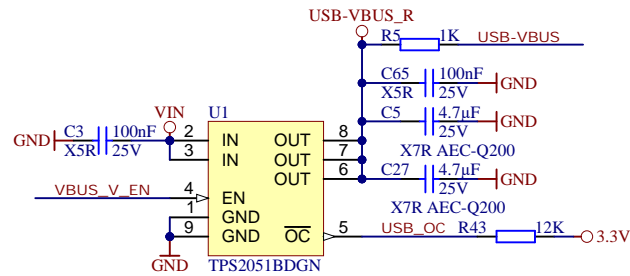 USB-VBUS_R
R5 1K USB-VBUS
C65 100nF GND
X5R 25V
U1
VIN
C5 4.7µF GND
25V
GND C3 100nF 2 IN OUT 8
X5R 25V 3 IN OUT 7
X7R AEC-Q200
OUT 6
C27 4.7µF GND
25V
VBUS_V_EN 4 EN
X7R AEC-Q200
1 GND
9 GND OC 5 USB_OC R43 12K 3.3V
GND
TPS2051BDGN